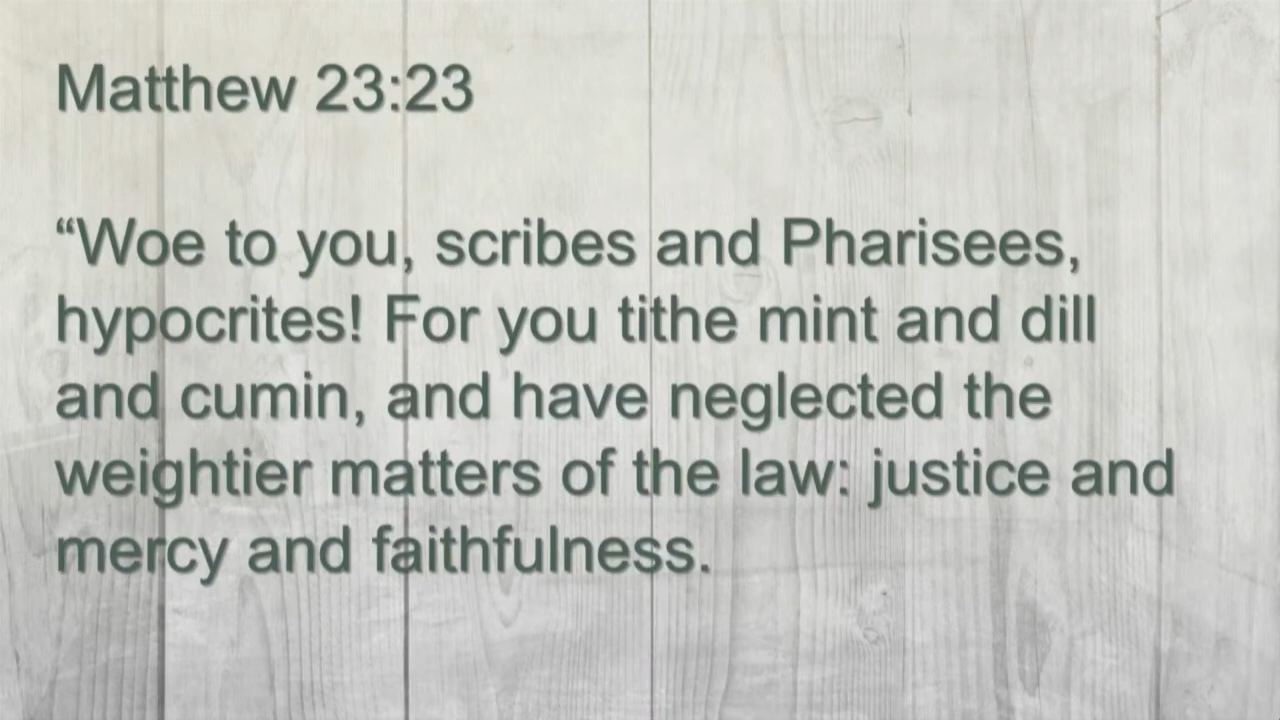 Matthew 23:23
“Woe to you, scribes and Pharisees,
hypocrites! For you tithe mint and dill
and cumin, and have neglected the
weightier matters of the law: justice and
mercy and faithfulness.